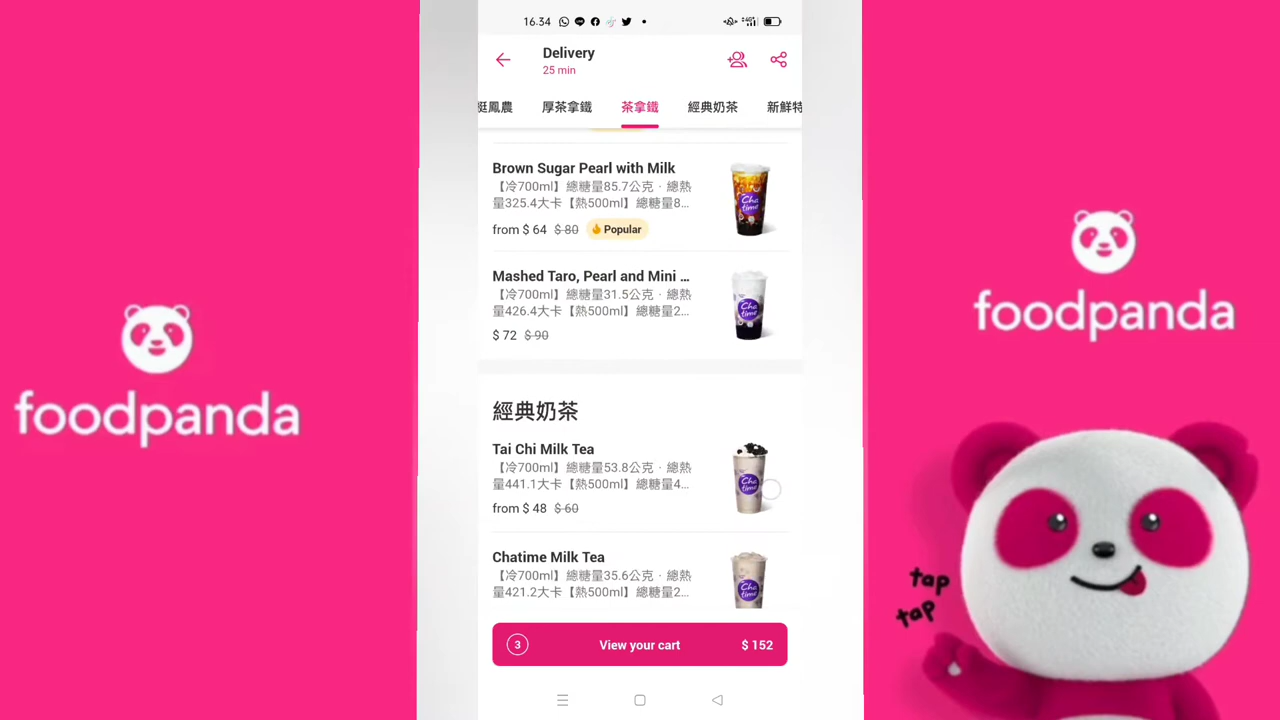 16.34
Delivery
25 min
挺鳳農
厚茶拿鐵
茶拿鐵
經典奶茶
新鮮特
Brown Sugar Pearl with Milk
【冷700ml】總糖量85.7公克‧總熱
量325.4大卡【熱500ml】總糖量8...
from $ 64 $ 80 Popular
Mashed Taro, Pearl and Mini ...
【冷700ml】總糖量31.5公克‧總熱
量426.4大卡【熱500ml】總糖量2...
$ 72 $ 90
經典奶茶
Tai Chi Milk Tea
【冷700ml】總糖量53.8公克‧總熱
量441.1大卡【熱500ml】總糖量4...
from $ 48 $ 60
Chatime Milk Tea
【冷700ml】總糖量35.6公克‧總熱
量421.2大卡【熱500ml】總糖量2...
3 View your cart $ 152
foodpanda
foodpanda
tap
tap
Cha
time
Cha
time
Cha
time
Cha
time